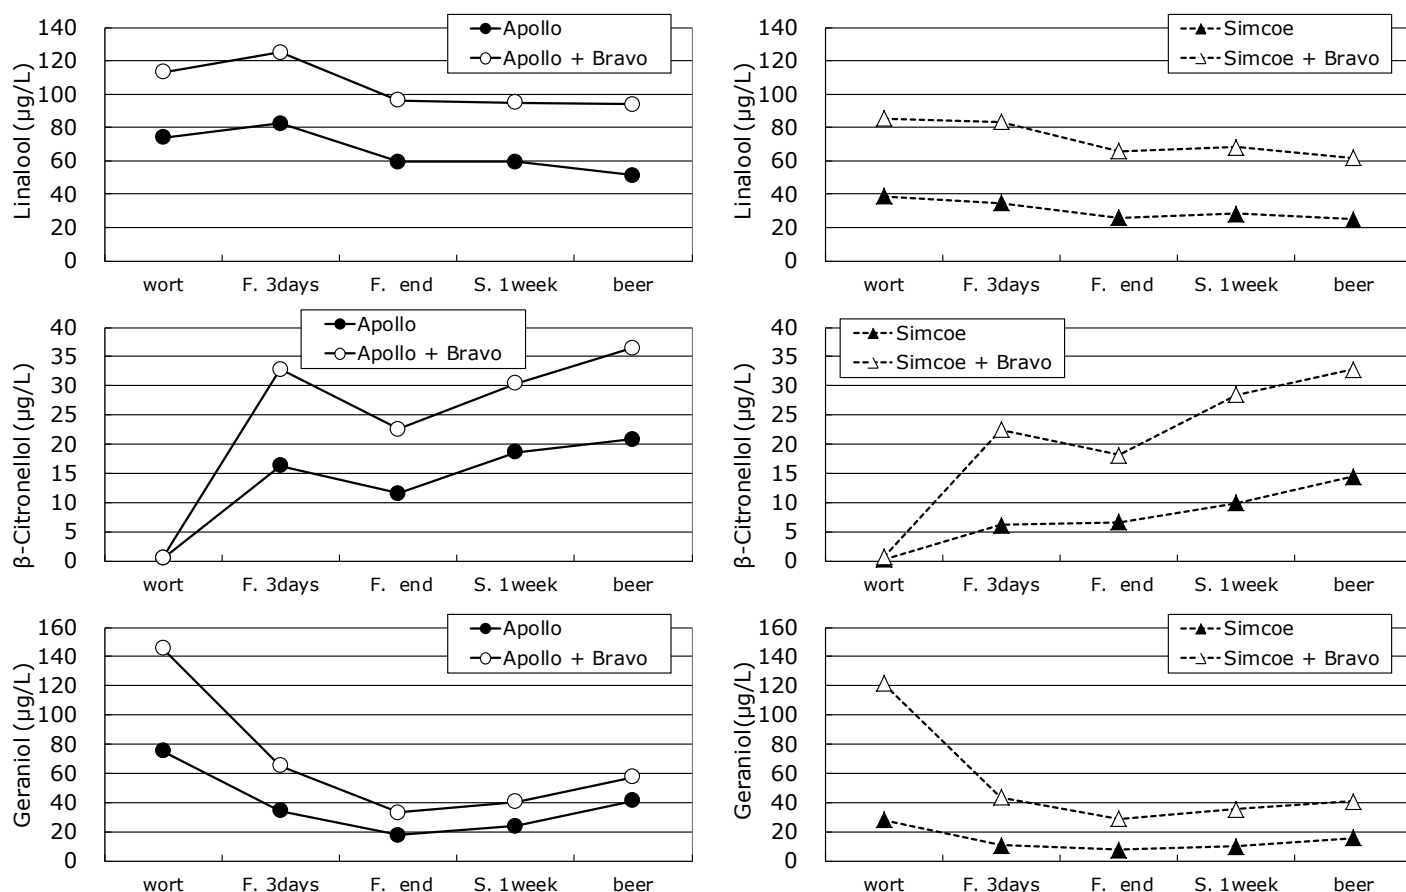 Linalool (µg/L)
140
120
100
80
60
40
20
0
Apollo
Apollo + Bravo
wort F. 3days F. end S. 1week beer
Linalool (µg/L)
140
120
100
80
60
40
20
0
Simcoe
Simcoe + Bravo
wort F. 3days F. end S. 1week beer
β-Citronellol (µg/L)
40
35
30
25
20
15
10
5
0
Apollo
Apollo + Bravo
wort F. 3days F. end S. 1week beer
β-Citronellol (µg/L)
40
35
30
25
20
15
10
5
0
Simcoe
Simcoe + Bravo
wort F. 3days F. end S. 1week beer
Geraniol (µg/L)
160
140
120
100
80
60
40
20
0
Apollo
Apollo + Bravo
wort F. 3days F. end S. 1week beer
Geraniol(µg/L)
160
140
120
100
80
60
40
20
0
Simcoe
Simcoe + Bravo
wort F. 3days F. end S. 1week beer